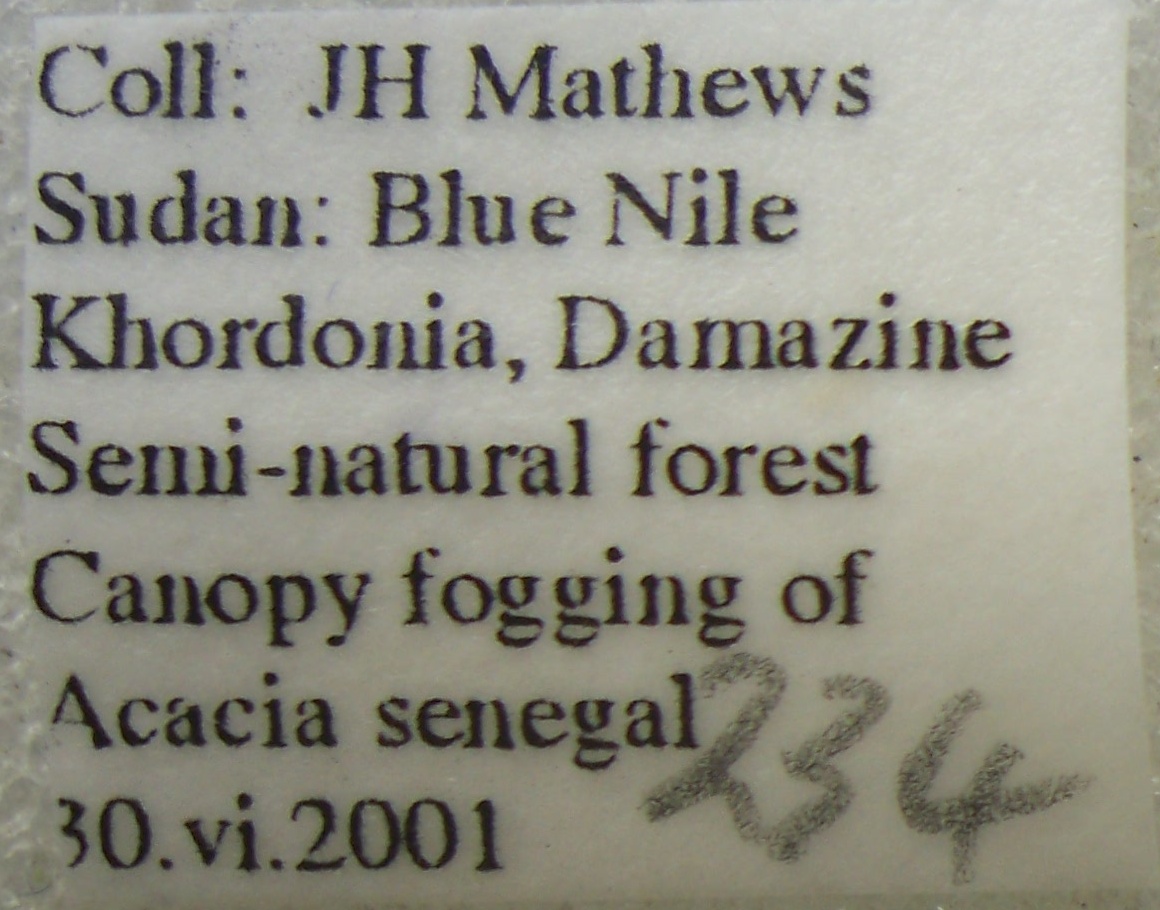 Coll: JH Mathews
Sudan: Blue Nile
Khordonia, Damazine
Semi-natural forest
Canopy fogging of
Acacia senegal
234
30.vi.2001